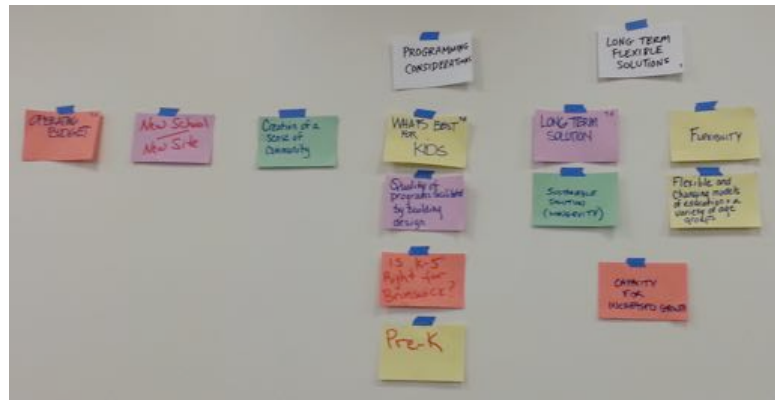 PROGRAMMING
CONSIDERATIONS
LONG TERM
FLEXIBLE
SOLUTIONS
OPERATING
BUDGET
New School
New Site
Creation of a
sense of
Community
WHAT'S BEST
FOR
KIDS
LONG TERM
SOLUTION
FLEXIBILITY
Quality of
programs facilitated
by building
design
SUSTAINABLE
SOLUTION
(LONGEVITY)
Flexible and
changing models
of education + a
variety of age
groups
Is K-5
Right for
Brunswick?
CAPACITY
FOR
INCREASED GROWTH
Pre-K